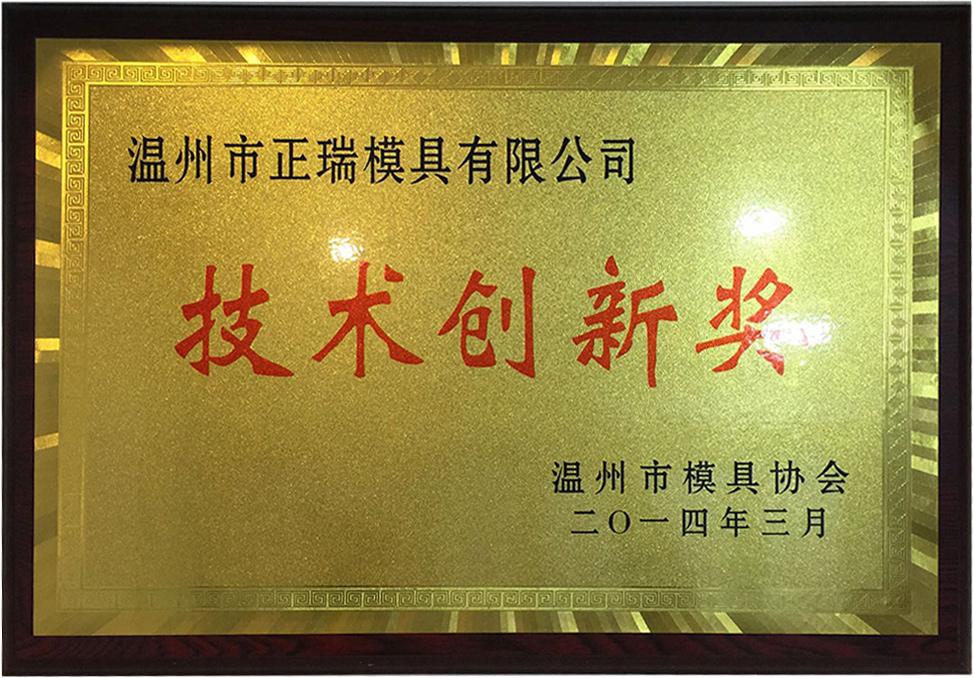 温州市正瑞模具有限公司
技术创新奖
温州市模具协会
二〇一四年三月